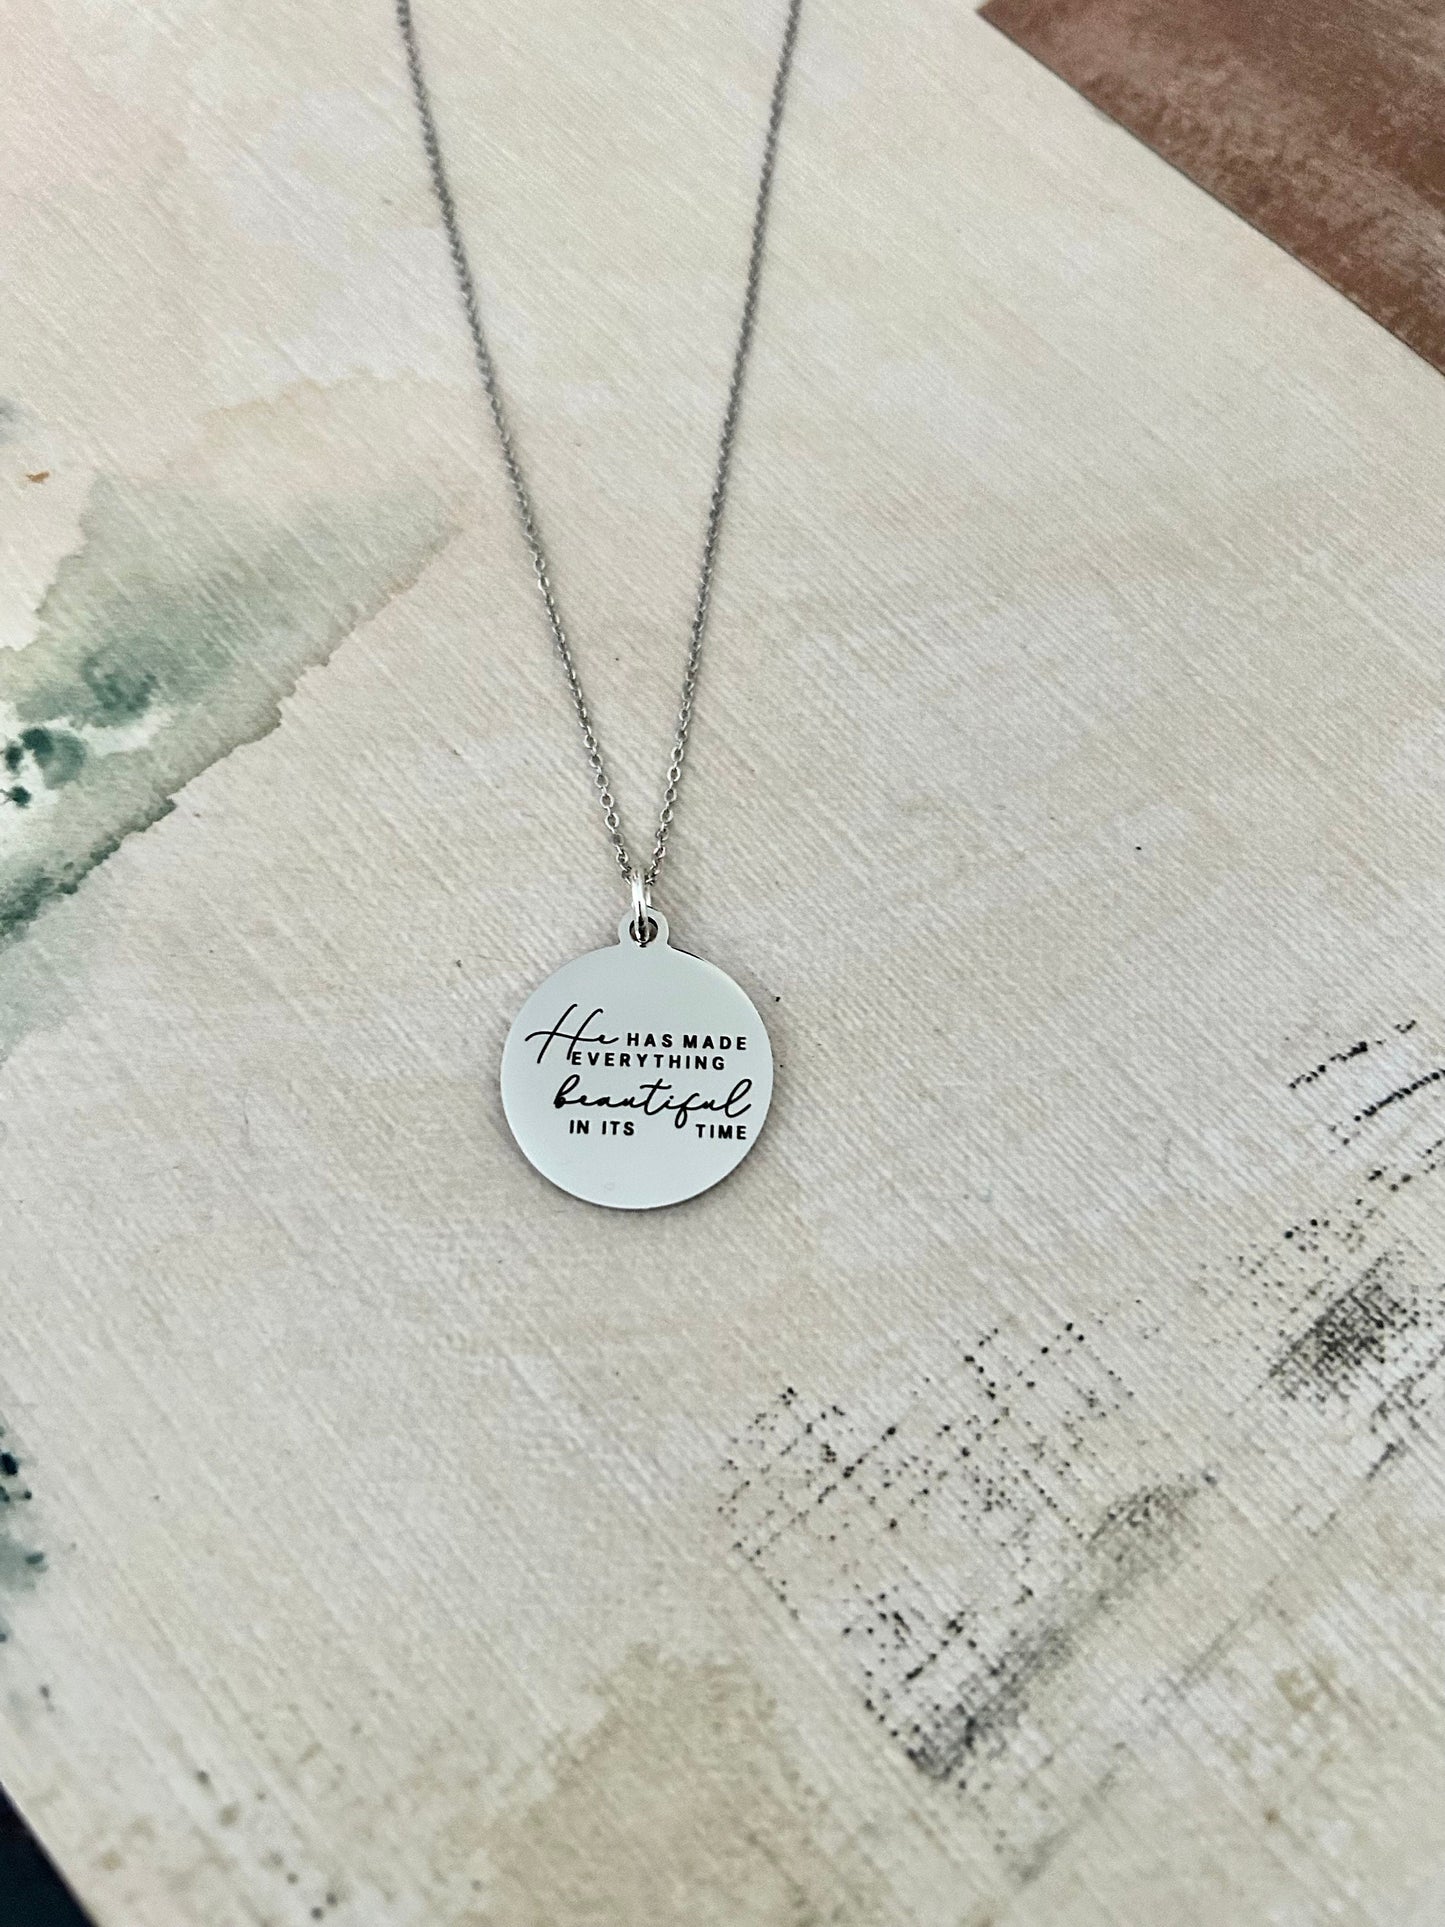 He HAS MADE
EVERYTHING
beautiful
IN ITS TIME